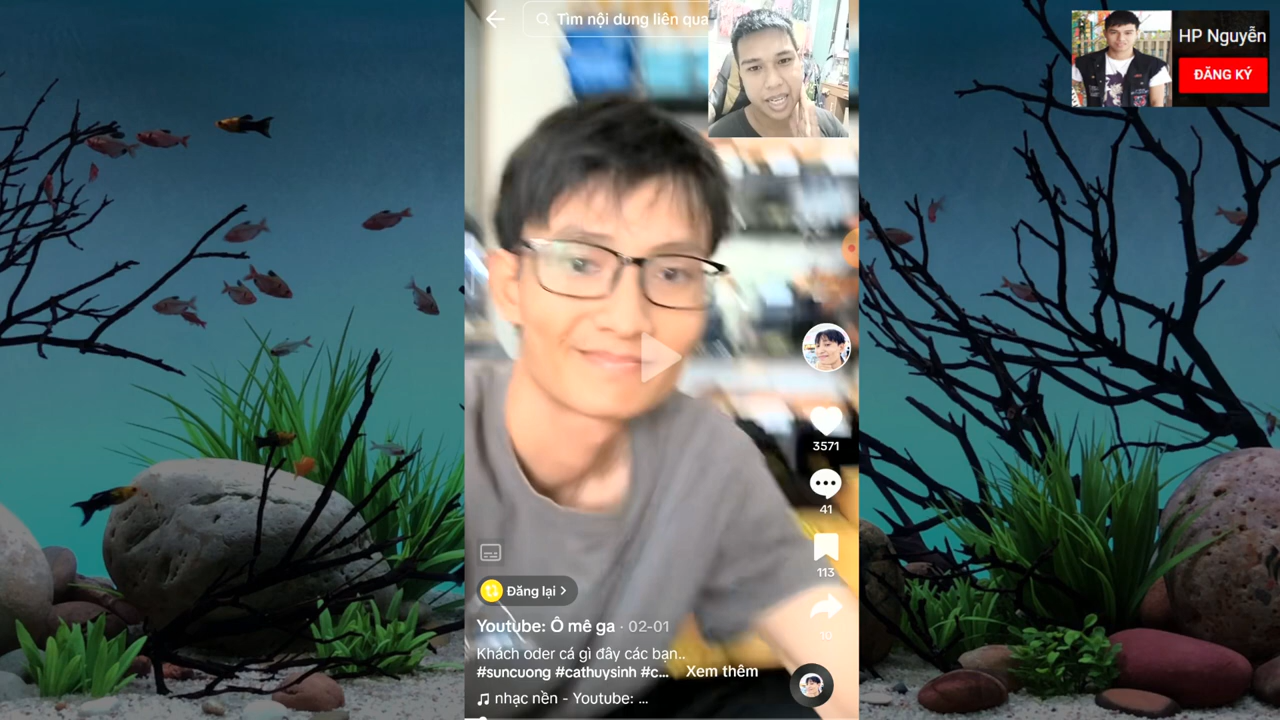 Tìm nội dung liên qua
HP Nguyễn
ĐĂNG KÝ
3571
41
113
10
Đăng lại >
Youtube: Ô mê ga · 02-01
Khách oder cá gì đây các bạn..
#suncuong #cathuysinh #c... Xem thêm
nhạc nền - Youtube: ...